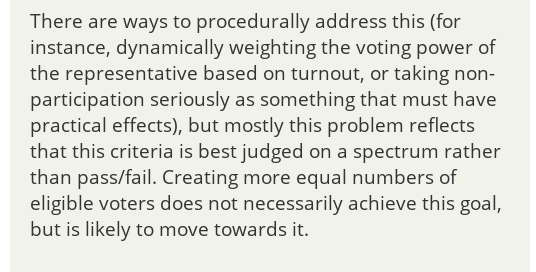 There are ways to procedurally address this (for
instance, dynamically weighting the voting power of
the representative based on turnout, or taking non-
participation seriously as something that must have
practical effects), but mostly this problem reflects
that this criteria is best judged on a spectrum rather
than pass/fail. Creating more equal numbers of
eligible voters does not necessarily achieve this goal,
but is likely to move towards it.